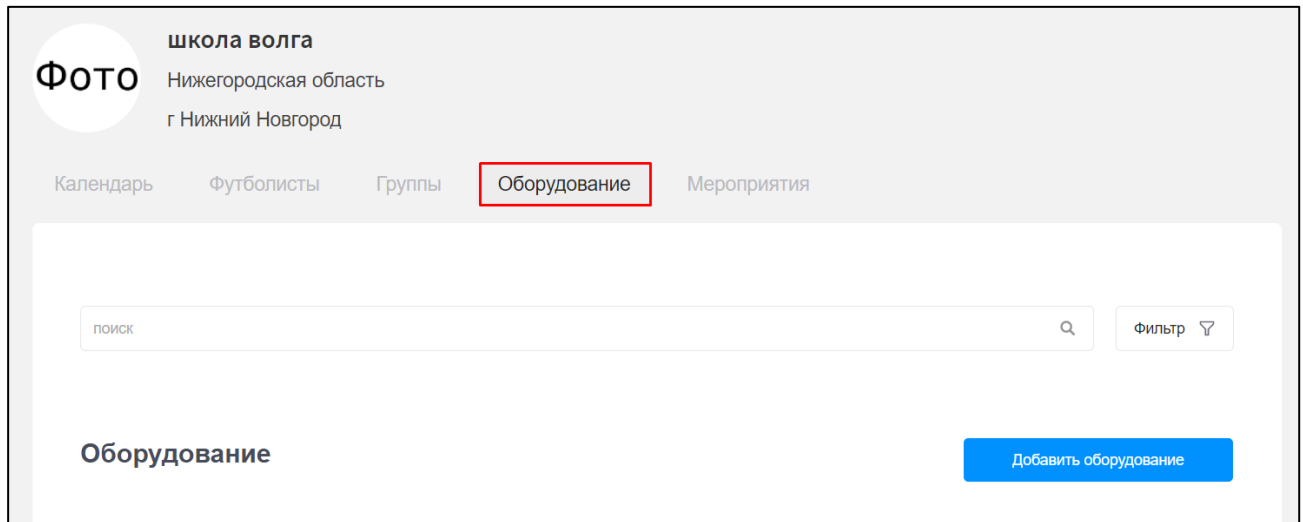 Фото
школа волга
Нижегородская область
г Нижний Новгород
Календарь Футболисты Группы Оборудование Мероприятия
поиск Фильтр
Оборудование Добавить оборудование